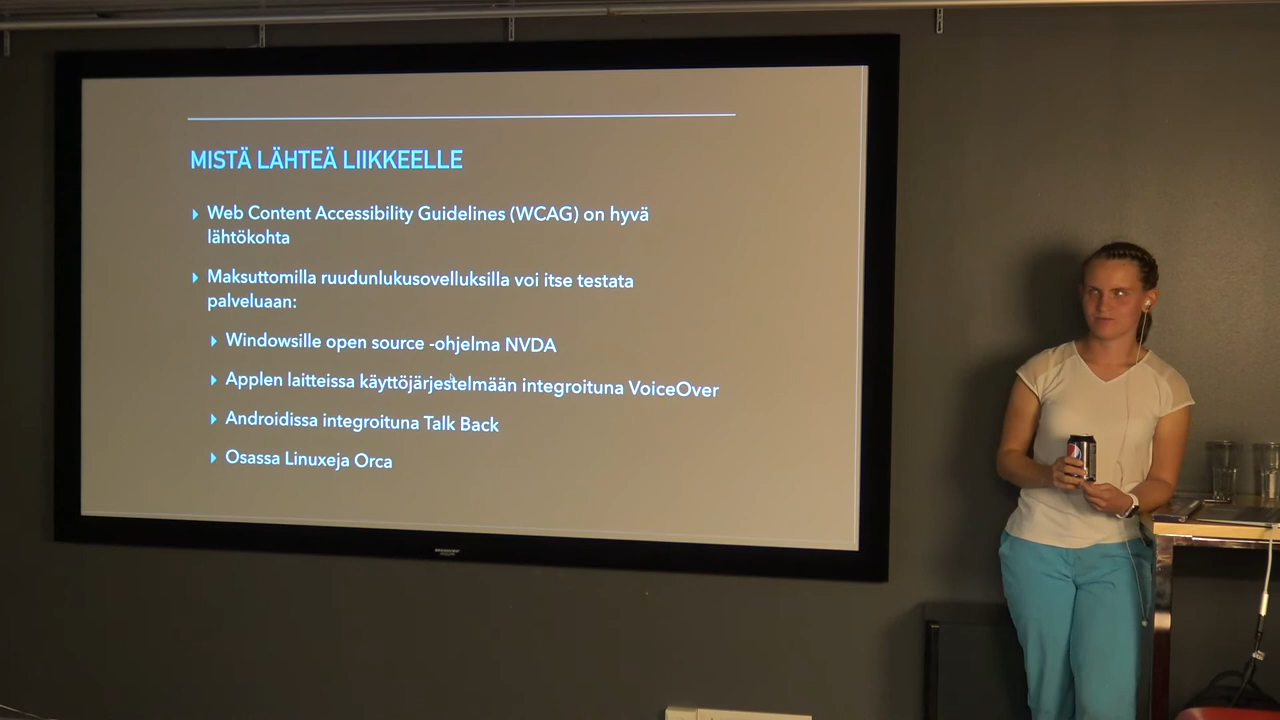 MISTÄ LÄHTEÄ LIIKKEELLE
Web Content Accessibility Guidelines (WCAG) on hyvä
lähtökohta
Maksuttomilla ruudunlukusovelluksilla voi itse testata
palveluaan:
Windowsille open source -ohjelma NVDA
Applen laitteissa käyttöjärjestelmään integroituna VoiceOver
Androidissa integroituna Talk Back
Osassa Linuxeja Orca